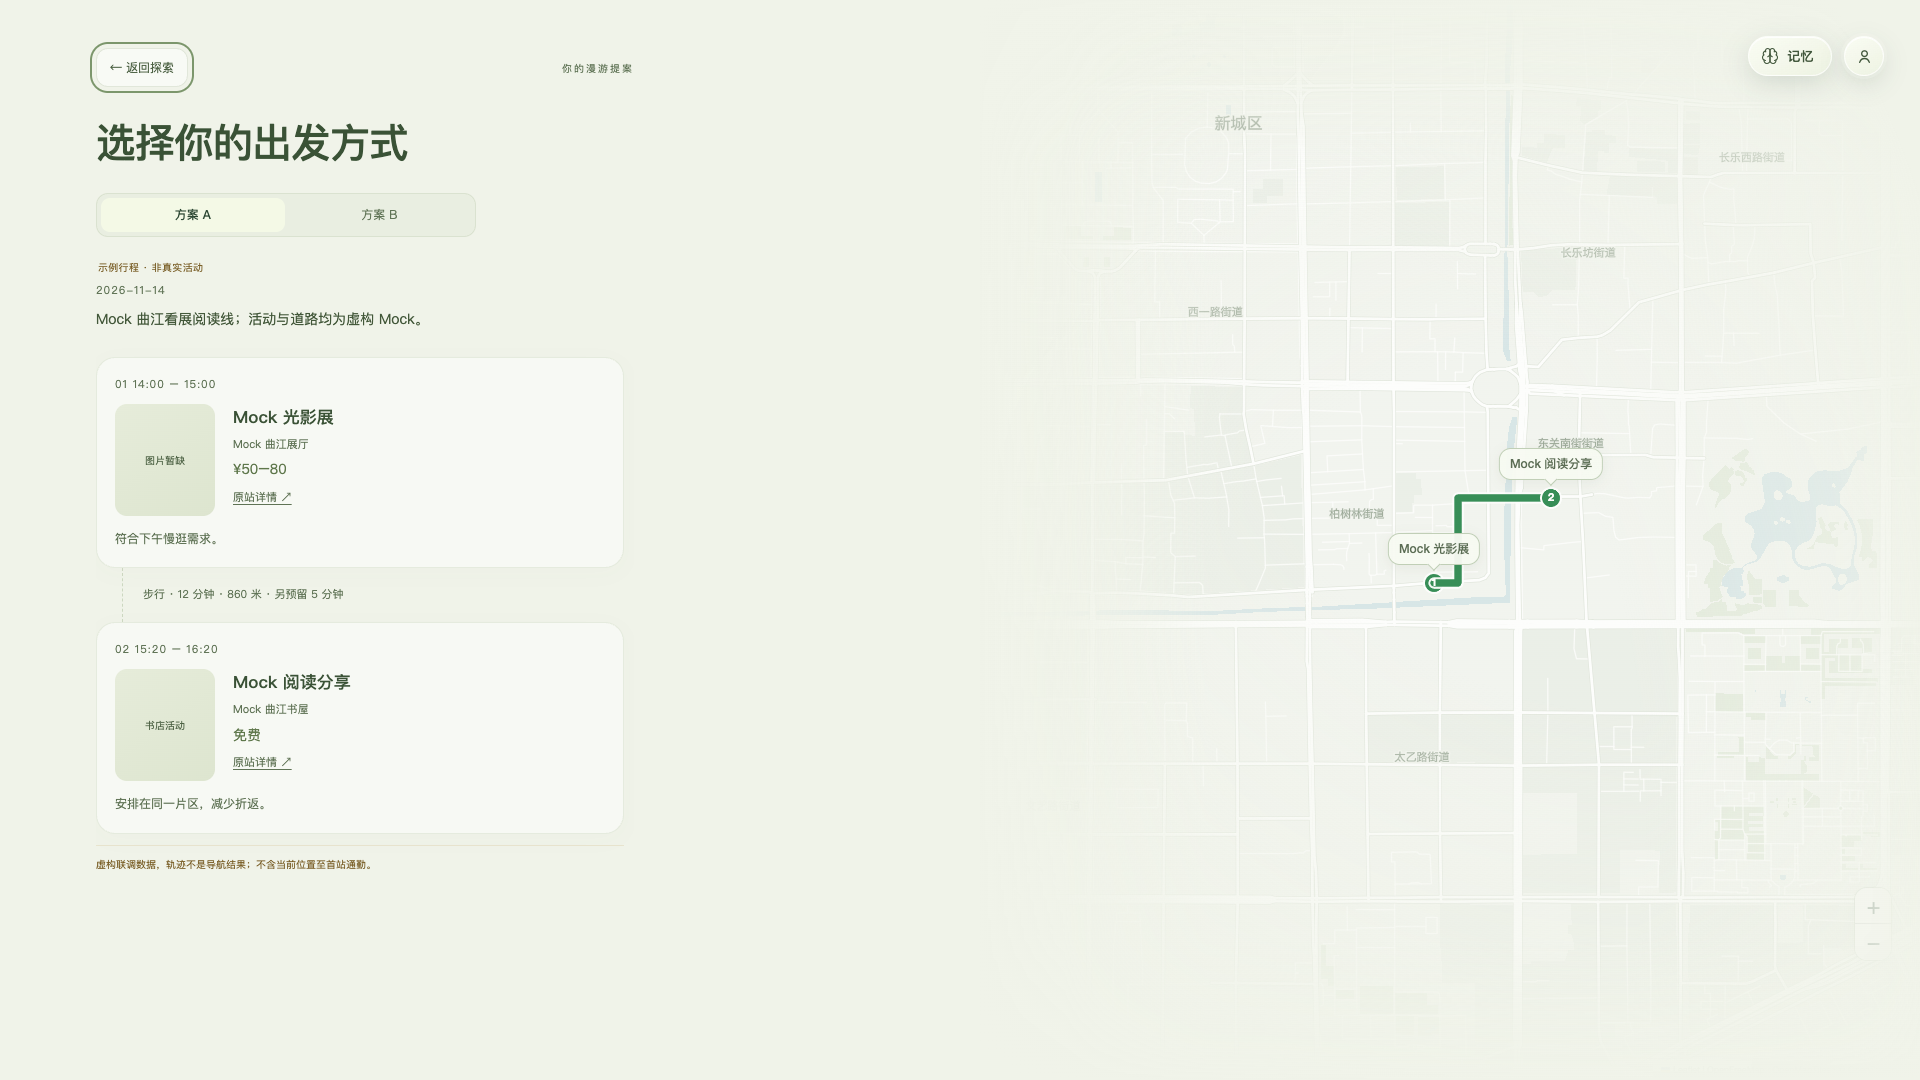 ← 返回探索
你的漫游提案
记忆
选择你的出发方式
方案 A
方案 B
示例行程 · 非真实活动
2026-11-14
Mock 曲江看展阅读线；活动与道路均为虚构 Mock。
01 14:00 — 15:00
图片暂缺
Mock 光影展
Mock 曲江展厅
¥50—80
原站详情 ↗
符合下午慢逛需求。
步行 · 12 分钟 · 860 米 · 另预留 5 分钟
02 15:20 — 16:20
书店活动
Mock 阅读分享
Mock 曲江书屋
免费
原站详情 ↗
安排在同一片区，减少折返。
虚构联调数据，轨迹不是导航结果；不含当前位置至首站通勤。
新城区
长乐西路街道
长乐坊街道
西一路街道
东关南街街道
Mock 阅读分享
2
柏树林街道
Mock 光影展
1
太乙路街道
+
−